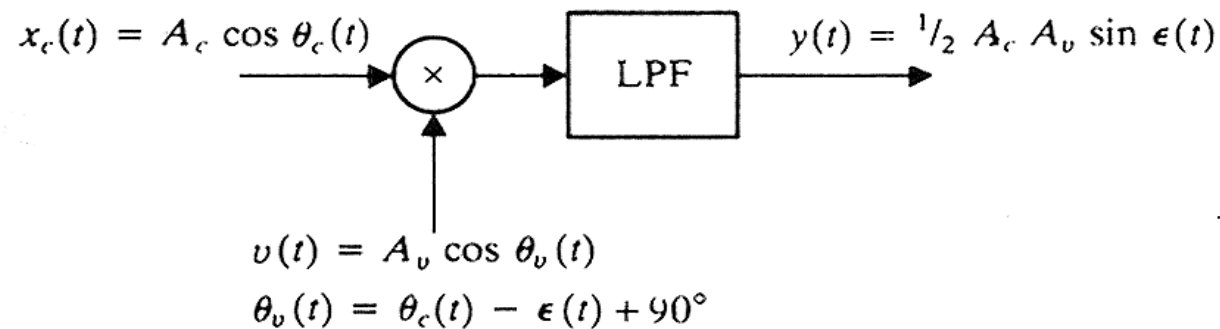 x_c(t) = A_c cos θ_c(t)
×
LPF
y(t) = ½ A_c A_v sin ϵ(t)
v(t) = A_v cos θ_v(t)
θ_v(t) = θ_c(t) − ϵ(t) + 90°